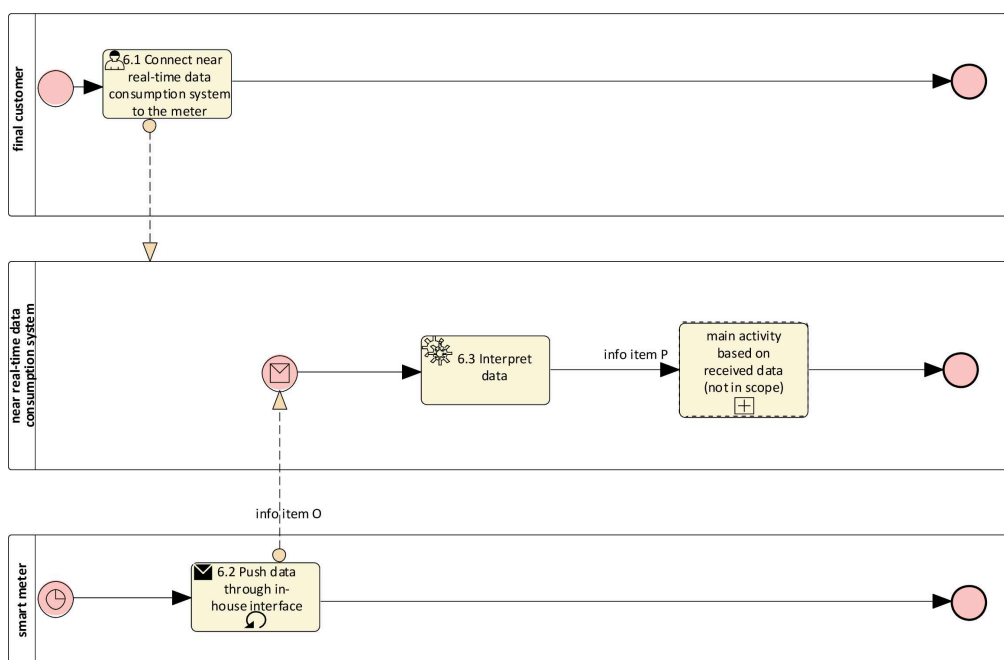 final customer
6.1 Connect near
real-time data
consumption system
to the meter
near real-time data
consumption system
6.3 Interpret
data
info item P
main activity
based on
received data
(not in scope)
info item O
smart meter
6.2 Push data
through in-
house interface